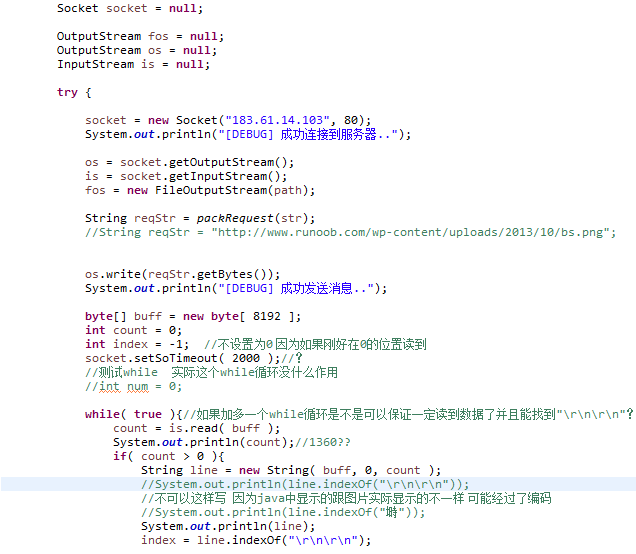 Socket socket = null;
OutputStream fos = null;
OutputStream os = null;
InputStream is = null;
try {
socket = new Socket("183.61.14.103", 80);
System.out.println("[DEBUG] 成功连接到服务器..");
os = socket.getOutputStream();
is = socket.getInputStream();
fos = new FileOutputStream(path);
String reqStr = packRequest(str);
//String reqStr = "http://www.runoob.com/wp-content/uploads/2013/10/bs.png";
os.write(reqStr.getBytes());
System.out.println("[DEBUG] 成功发送消息..");
byte[] buff = new byte[ 8192 ];
int count = 0;
int index = -1;  //不设置为0 因为如果刚好在0的位置读到
socket.setSoTimeout( 2000 );//?
//测试while  实际这个while循环没什么作用
//int num = 0;
while( true ){//如果加多一个while循环是不是可以保证一定读到数据了并且能找到"\r\n\r\n"?
count = is.read( buff );
System.out.println(count);//1360??
if( count > 0 ){
String line = new String( buff, 0, count );
//System.out.println(line.indexOf("\r\n\r\n"));
//不可以这样写 因为java中显示的跟图片实际显示的不一样 可能经过了编码
//System.out.println(line.indexOf(""));
System.out.println(line);
index = line.indexOf("\r\n\r\n");